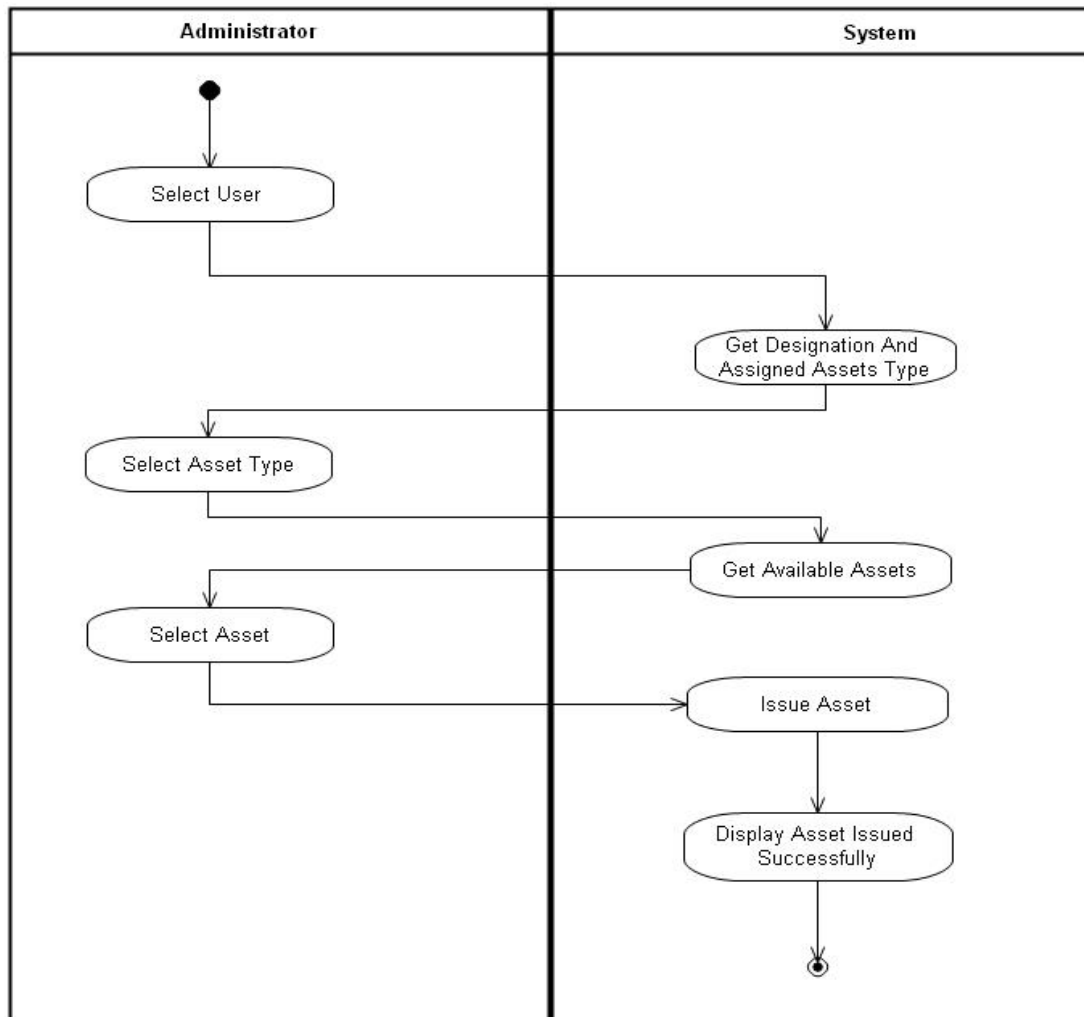 Administrator
System
Select User
Get Designation And
Assigned Assets Type
Select Asset Type
Get Available Assets
Select Asset
Issue Asset
Display Asset Issued
Successfully